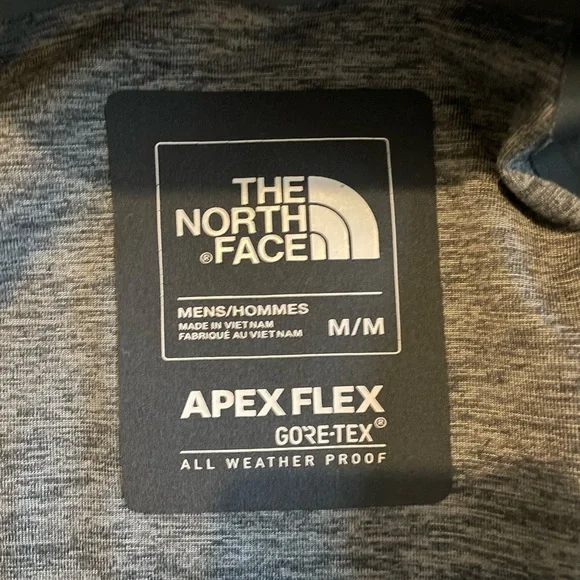 THE
NORTH
® FACE
MENS/HOMMES
MADE IN VIETNAM
FABRIQUÉ AU VIETNAM
M/M
APEX FLEX
GORE-TEX®
ALL WEATHER PROOF